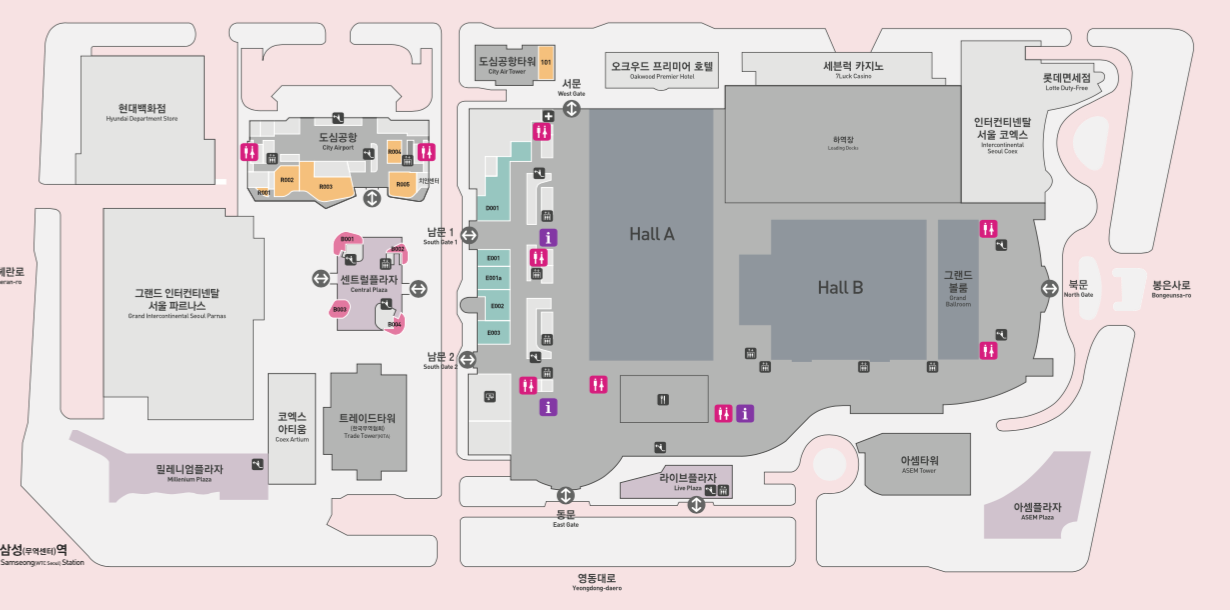 현대백화점
Hyundai Department Store
도심공항
City Airport
R001
R002
R003
R004
R005
도심공항타워
City Air Tower
101
서문
West Gate
오크우드 프리미어 호텔
Oakwood Premier Hotel
세븐럭 카지노
7Luck Casino
롯데면세점
Lotte Duty-Free
인터컨티넨탈
서울 코엑스
Intercontinental
Seoul Coex
하역장
Loading Docks
D001
남문 1
South Gate 1
E001
E001a
E002
E003
남문 2
South Gate 2
Hall A
Hall B
그랜드
볼룸
Grand
Ballroom
북문
North Gate
봉은사로
Bongeunsa-ro
B001
B002
센트럴플라자
Central Plaza
B003
B004
그랜드 인터컨티넨탈
서울 파르나스
Grand Intercontinental Seoul Parnas
헤란로
eran-ro
코엑스
아티움
Coex Artium
트레이드타워
(한국무역협회)
Trade Tower(KITA)
밀레니엄플라자
Millenium Plaza
라이브플라자
Live Plaza
동문
East Gate
아셈타워
ASEM Tower
아셈플라자
ASEM Plaza
삼성(무역센터)역
Samseong(WTC Seoul) Station
영동대로
Yeongdong-daero